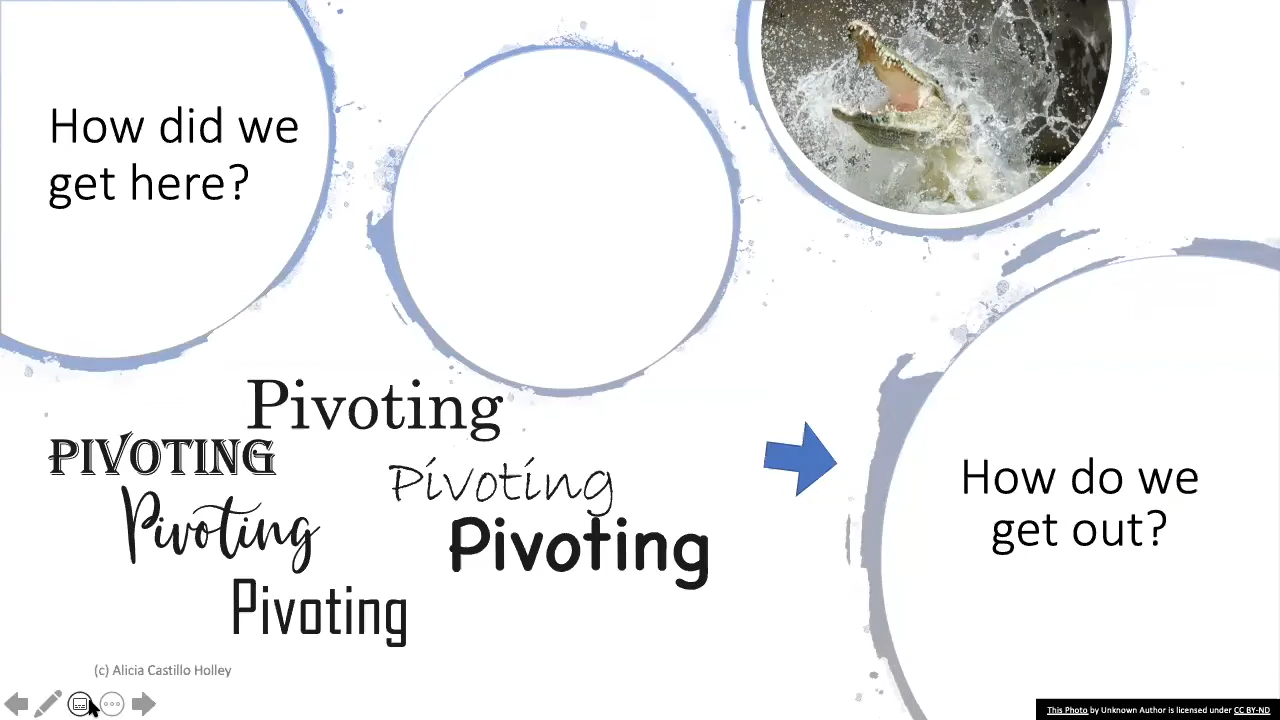 How did we
get here?
Pivoting
PIVOTING
Pivoting
Pivoting
Pivoting
Pivoting
How do we
get out?
(c) Alicia Castillo Holley
This Photo by Unknown Author is licensed under CC BY-ND